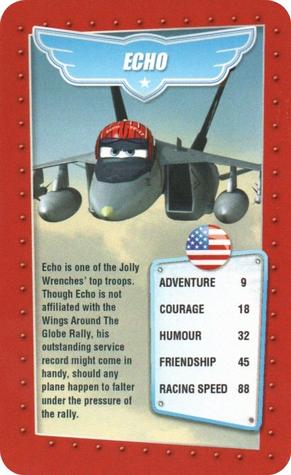 ECHO
Echo is one of the Jolly
Wrenches' top troops.
Though Echo is not
affiliated with the
Wings Around The
Globe Rally, his
outstanding service
record might come in
handy, should any
plane happen to falter
under the pressure of
the rally.
ADVENTURE 9
COURAGE 18
HUMOUR 32
FRIENDSHIP 45
RACING SPEED 88